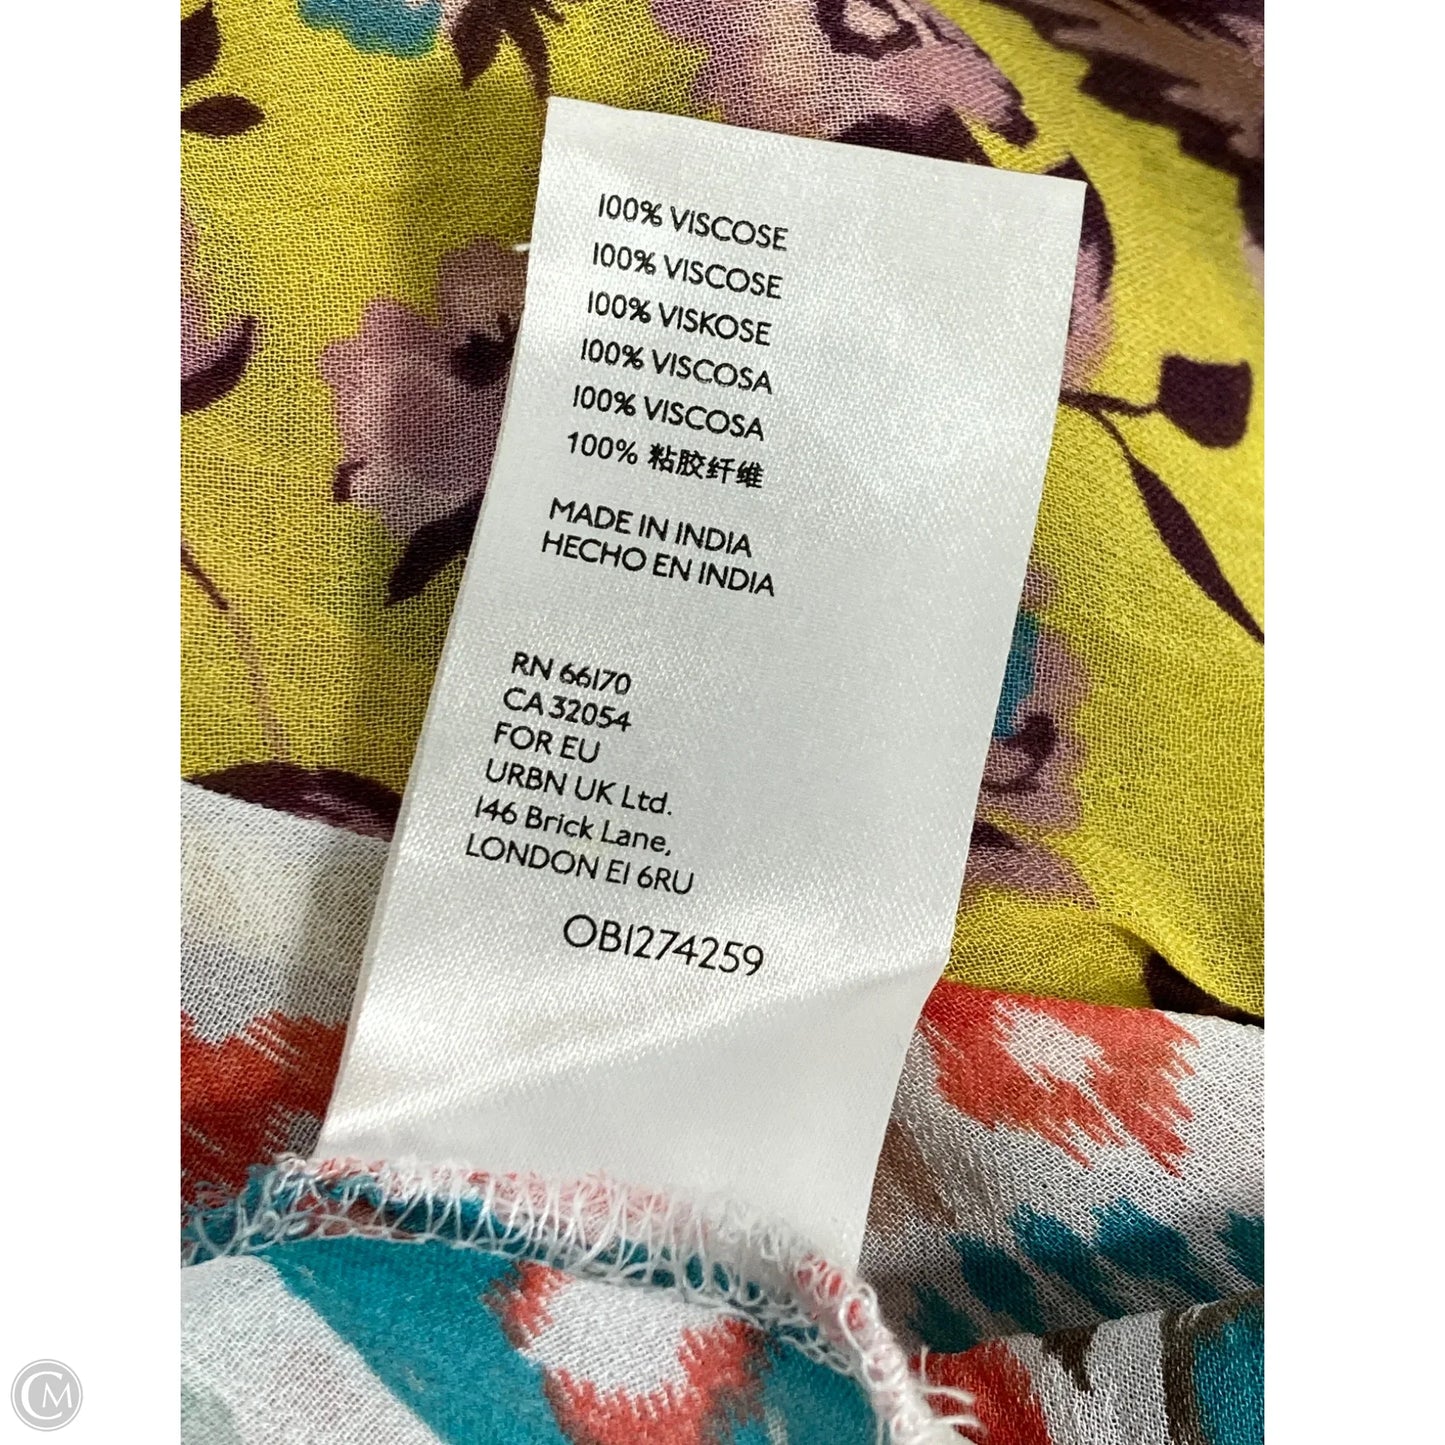 100% VISCOSE
100% VISCOSE
100% VISKOSE
100% VISCOSA
100% VISCOSA
100% 粘胶纤维
MADE IN INDIA
HECHO EN INDIA
RN 66170
CA 32054
FOR EU
URBN UK Ltd.
146 Brick Lane,
LONDON E1 6RU
OB1274259
CM